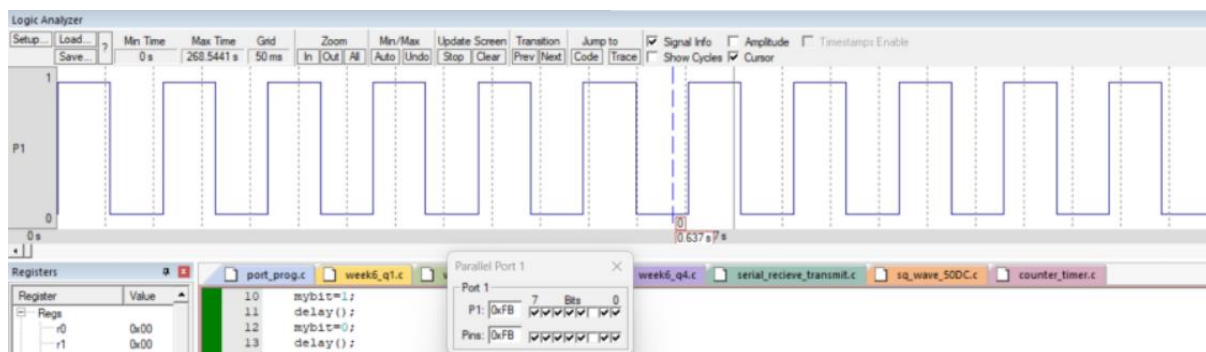 Logic Analyzer
Setup... Load... ? Min Time Max Time Grid Zoom Min/Max Update Screen Transition Jump to Signal Info Amplitude Timestamps Enable
Save... 0 s 268.5441 s 50 ms In Out All Auto Undo Stop Clear Prev Next Code Trace Show Cycles Cursor
1
P1
0
0
0 s 0.637 s 7 s
Registers port_prog.c week6_q1.c Parallel Port 1 week6_q4.c serial_recieve_transmit.c sq_wave_50DC.c counter_timer.c
Register Value
Regs
r0 0x00
r1 0x00
10 mybit=1;
11 delay();
12 mybit=0;
13 delay();
Port 1
7 Bits 0
P1: 0xFB
Pins: 0xFB